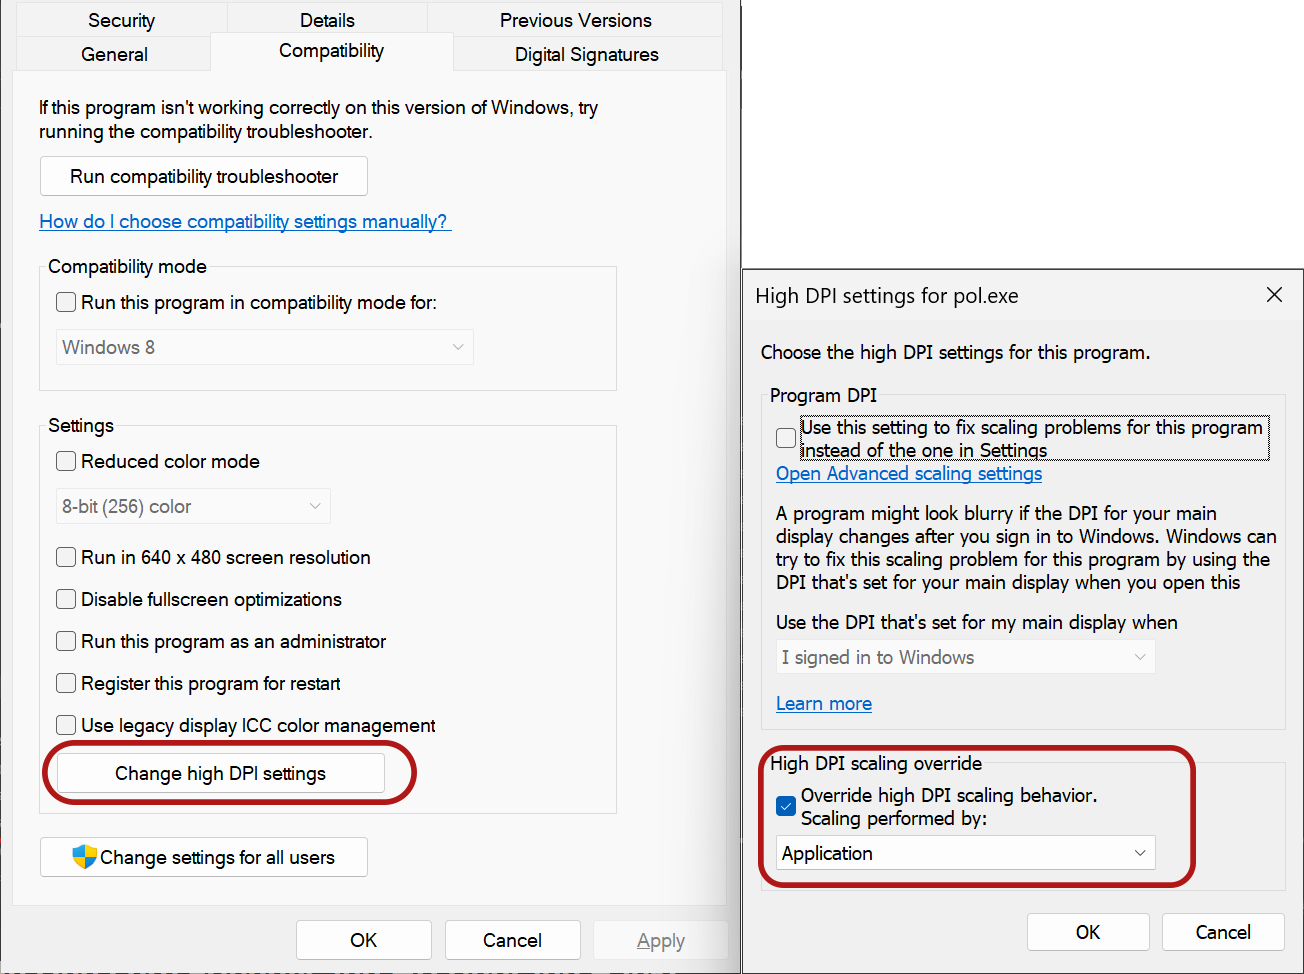 Security
Details
Previous Versions
General
Compatibility
Digital Signatures
If this program isn't working correctly on this version of Windows, try
running the compatibility troubleshooter.
Run compatibility troubleshooter
How do I choose compatibility settings manually?
Compatibility mode
Run this program in compatibility mode for:
Windows 8
Settings
Reduced color mode
8-bit (256) color
Run in 640 x 480 screen resolution
Disable fullscreen optimizations
Run this program as an administrator
Register this program for restart
Use legacy display ICC color management
Change high DPI settings
Change settings for all users
OK
Cancel
Apply
High DPI settings for pol.exe
Choose the high DPI settings for this program.
Program DPI
Use this setting to fix scaling problems for this program
instead of the one in Settings
Open Advanced scaling settings
A program might look blurry if the DPI for your main
display changes after you sign in to Windows. Windows can
try to fix this scaling problem for this program by using the
DPI that's set for your main display when you open this
Use the DPI that's set for my main display when
I signed in to Windows
Learn more
High DPI scaling override
Override high DPI scaling behavior.
Scaling performed by:
Application
OK
Cancel